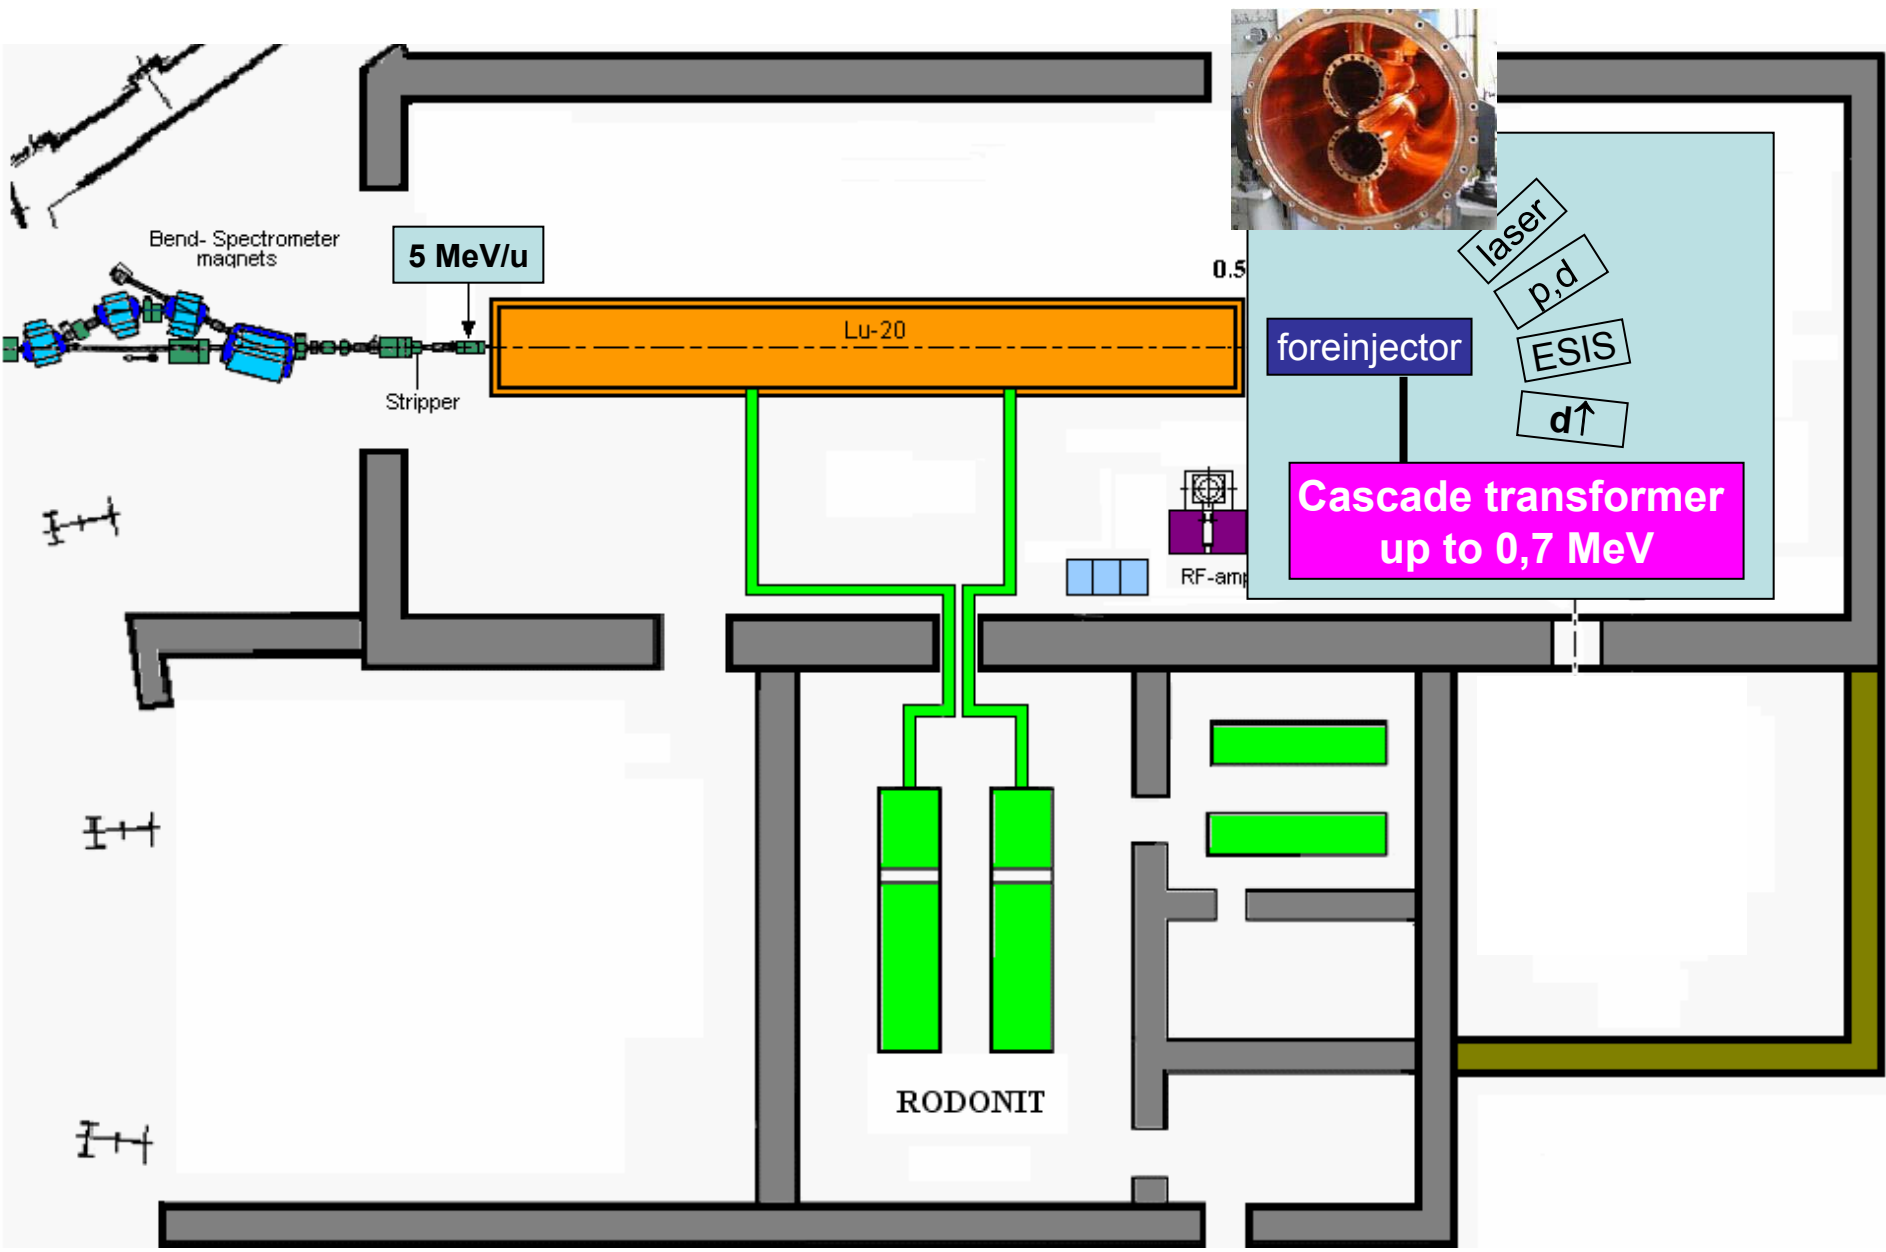 Bend- Spectrometer
magnets
5 MeV/u
0.5
Lu-20
Stripper
laser
p,d
foreinjector
ESIS
d↑
Cascade transformer
up to 0,7 MeV
RF-amp
RODONIT